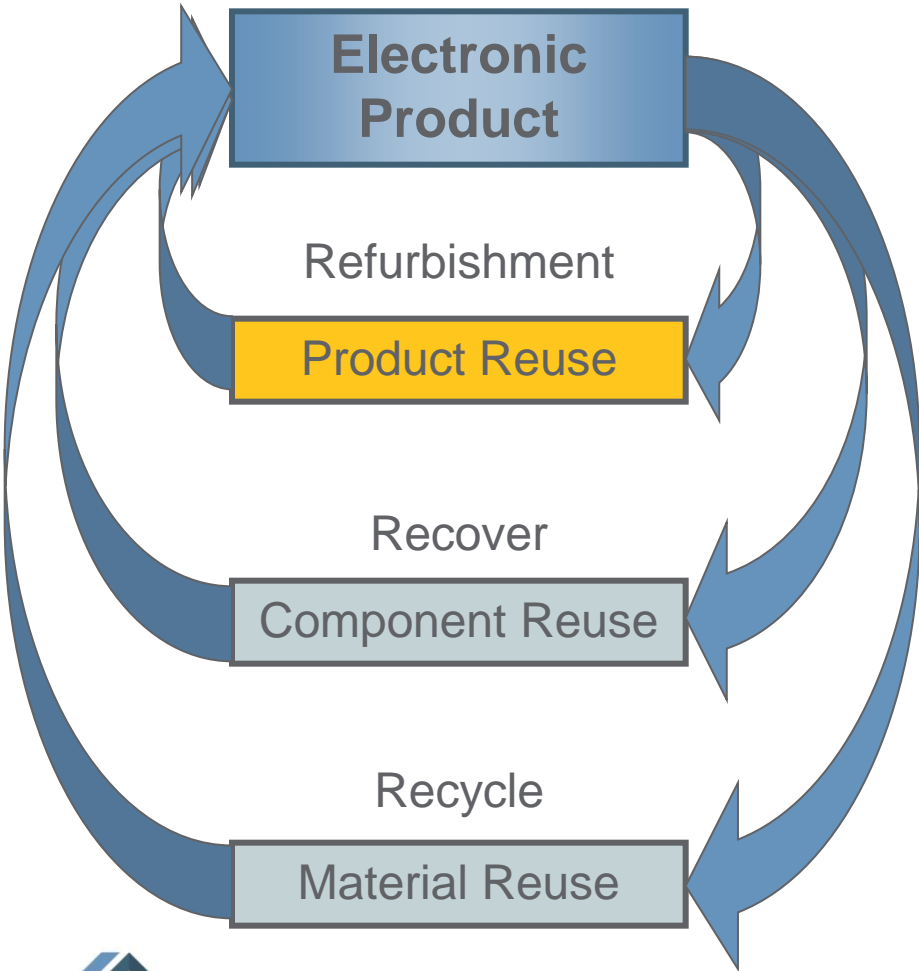 Electronic
Product
Refurbishment
Product Reuse
Recover
Component Reuse
Recycle
Material Reuse